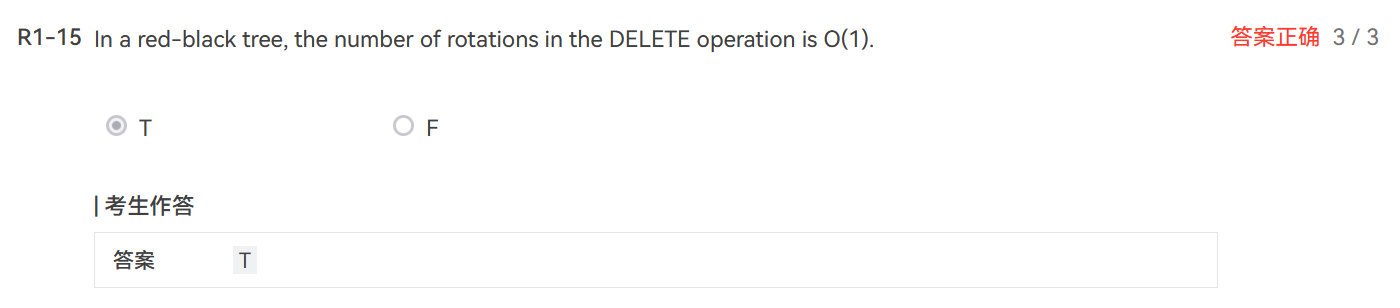 R1-15 In a red-black tree, the number of rotations in the DELETE operation is O(1). 答案正确 3 / 3
T F
| 考生作答
答案 T